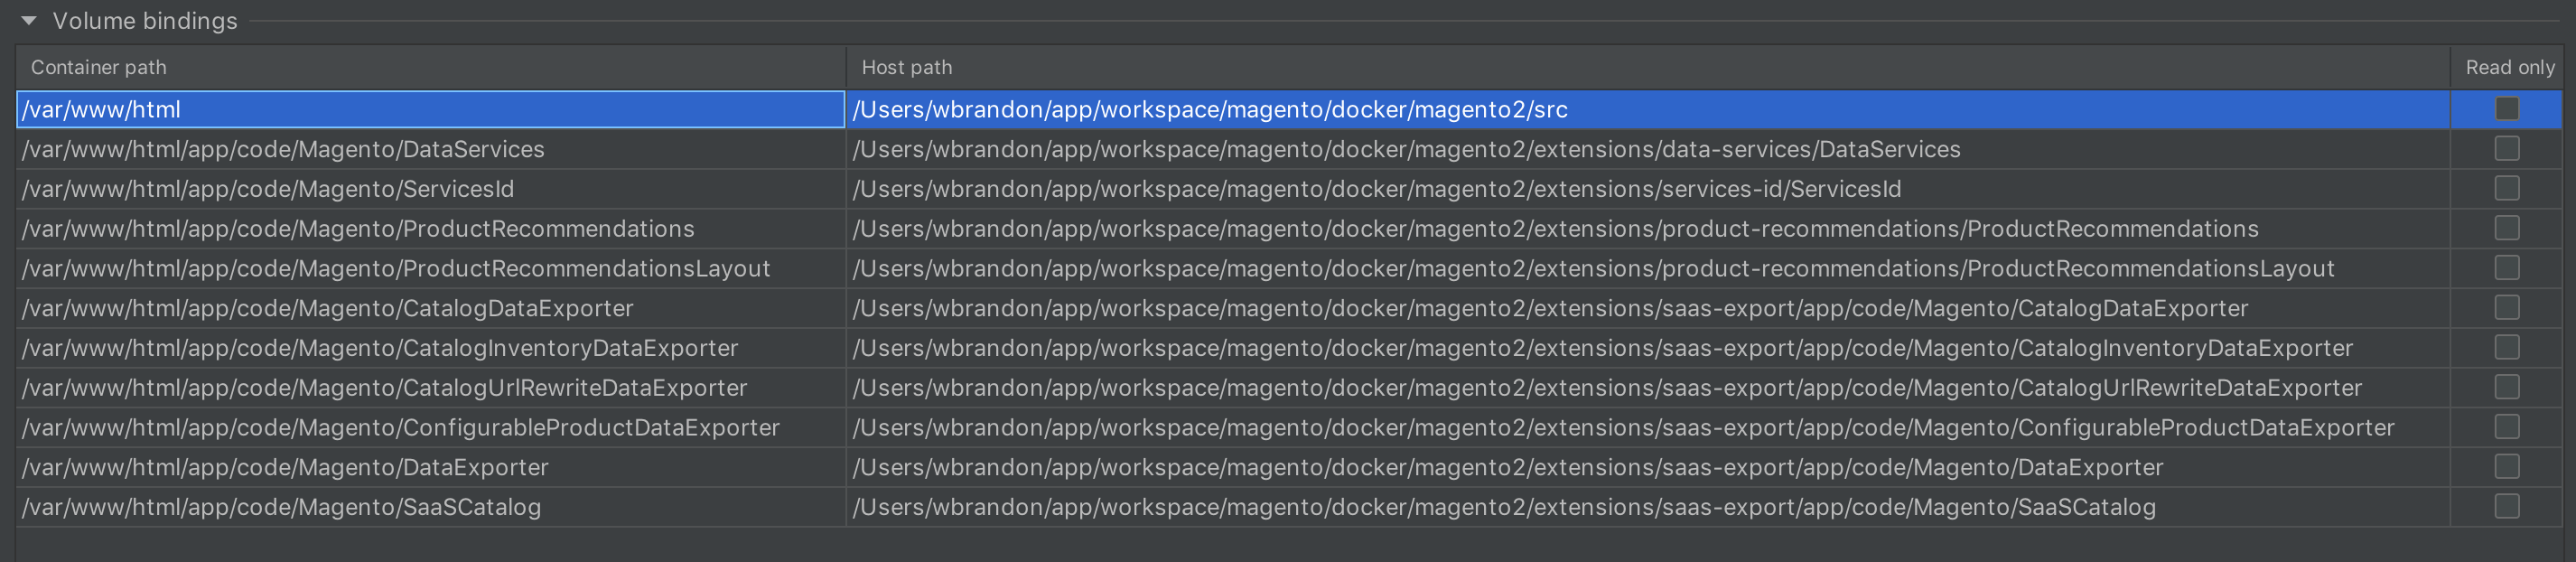 Volume bindings
Container path Host path Read only
/var/www/html /Users/wbrandon/app/workspace/magento/docker/magento2/src
/var/www/html/app/code/Magento/DataServices /Users/wbrandon/app/workspace/magento/docker/magento2/extensions/data-services/DataServices
/var/www/html/app/code/Magento/ServicesId /Users/wbrandon/app/workspace/magento/docker/magento2/extensions/services-id/ServicesId
/var/www/html/app/code/Magento/ProductRecommendations /Users/wbrandon/app/workspace/magento/docker/magento2/extensions/product-recommendations/ProductRecommendations
/var/www/html/app/code/Magento/ProductRecommendationsLayout /Users/wbrandon/app/workspace/magento/docker/magento2/extensions/product-recommendations/ProductRecommendationsLayout
/var/www/html/app/code/Magento/CatalogDataExporter /Users/wbrandon/app/workspace/magento/docker/magento2/extensions/saas-export/app/code/Magento/CatalogDataExporter
/var/www/html/app/code/Magento/CatalogInventoryDataExporter /Users/wbrandon/app/workspace/magento/docker/magento2/extensions/saas-export/app/code/Magento/CatalogInventoryDataExporter
/var/www/html/app/code/Magento/CatalogUrlRewriteDataExporter /Users/wbrandon/app/workspace/magento/docker/magento2/extensions/saas-export/app/code/Magento/CatalogUrlRewriteDataExporter
/var/www/html/app/code/Magento/ConfigurableProductDataExporter /Users/wbrandon/app/workspace/magento/docker/magento2/extensions/saas-export/app/code/Magento/ConfigurableProductDataExporter
/var/www/html/app/code/Magento/DataExporter /Users/wbrandon/app/workspace/magento/docker/magento2/extensions/saas-export/app/code/Magento/DataExporter
/var/www/html/app/code/Magento/SaaSCatalog /Users/wbrandon/app/workspace/magento/docker/magento2/extensions/saas-export/app/code/Magento/SaaSCatalog